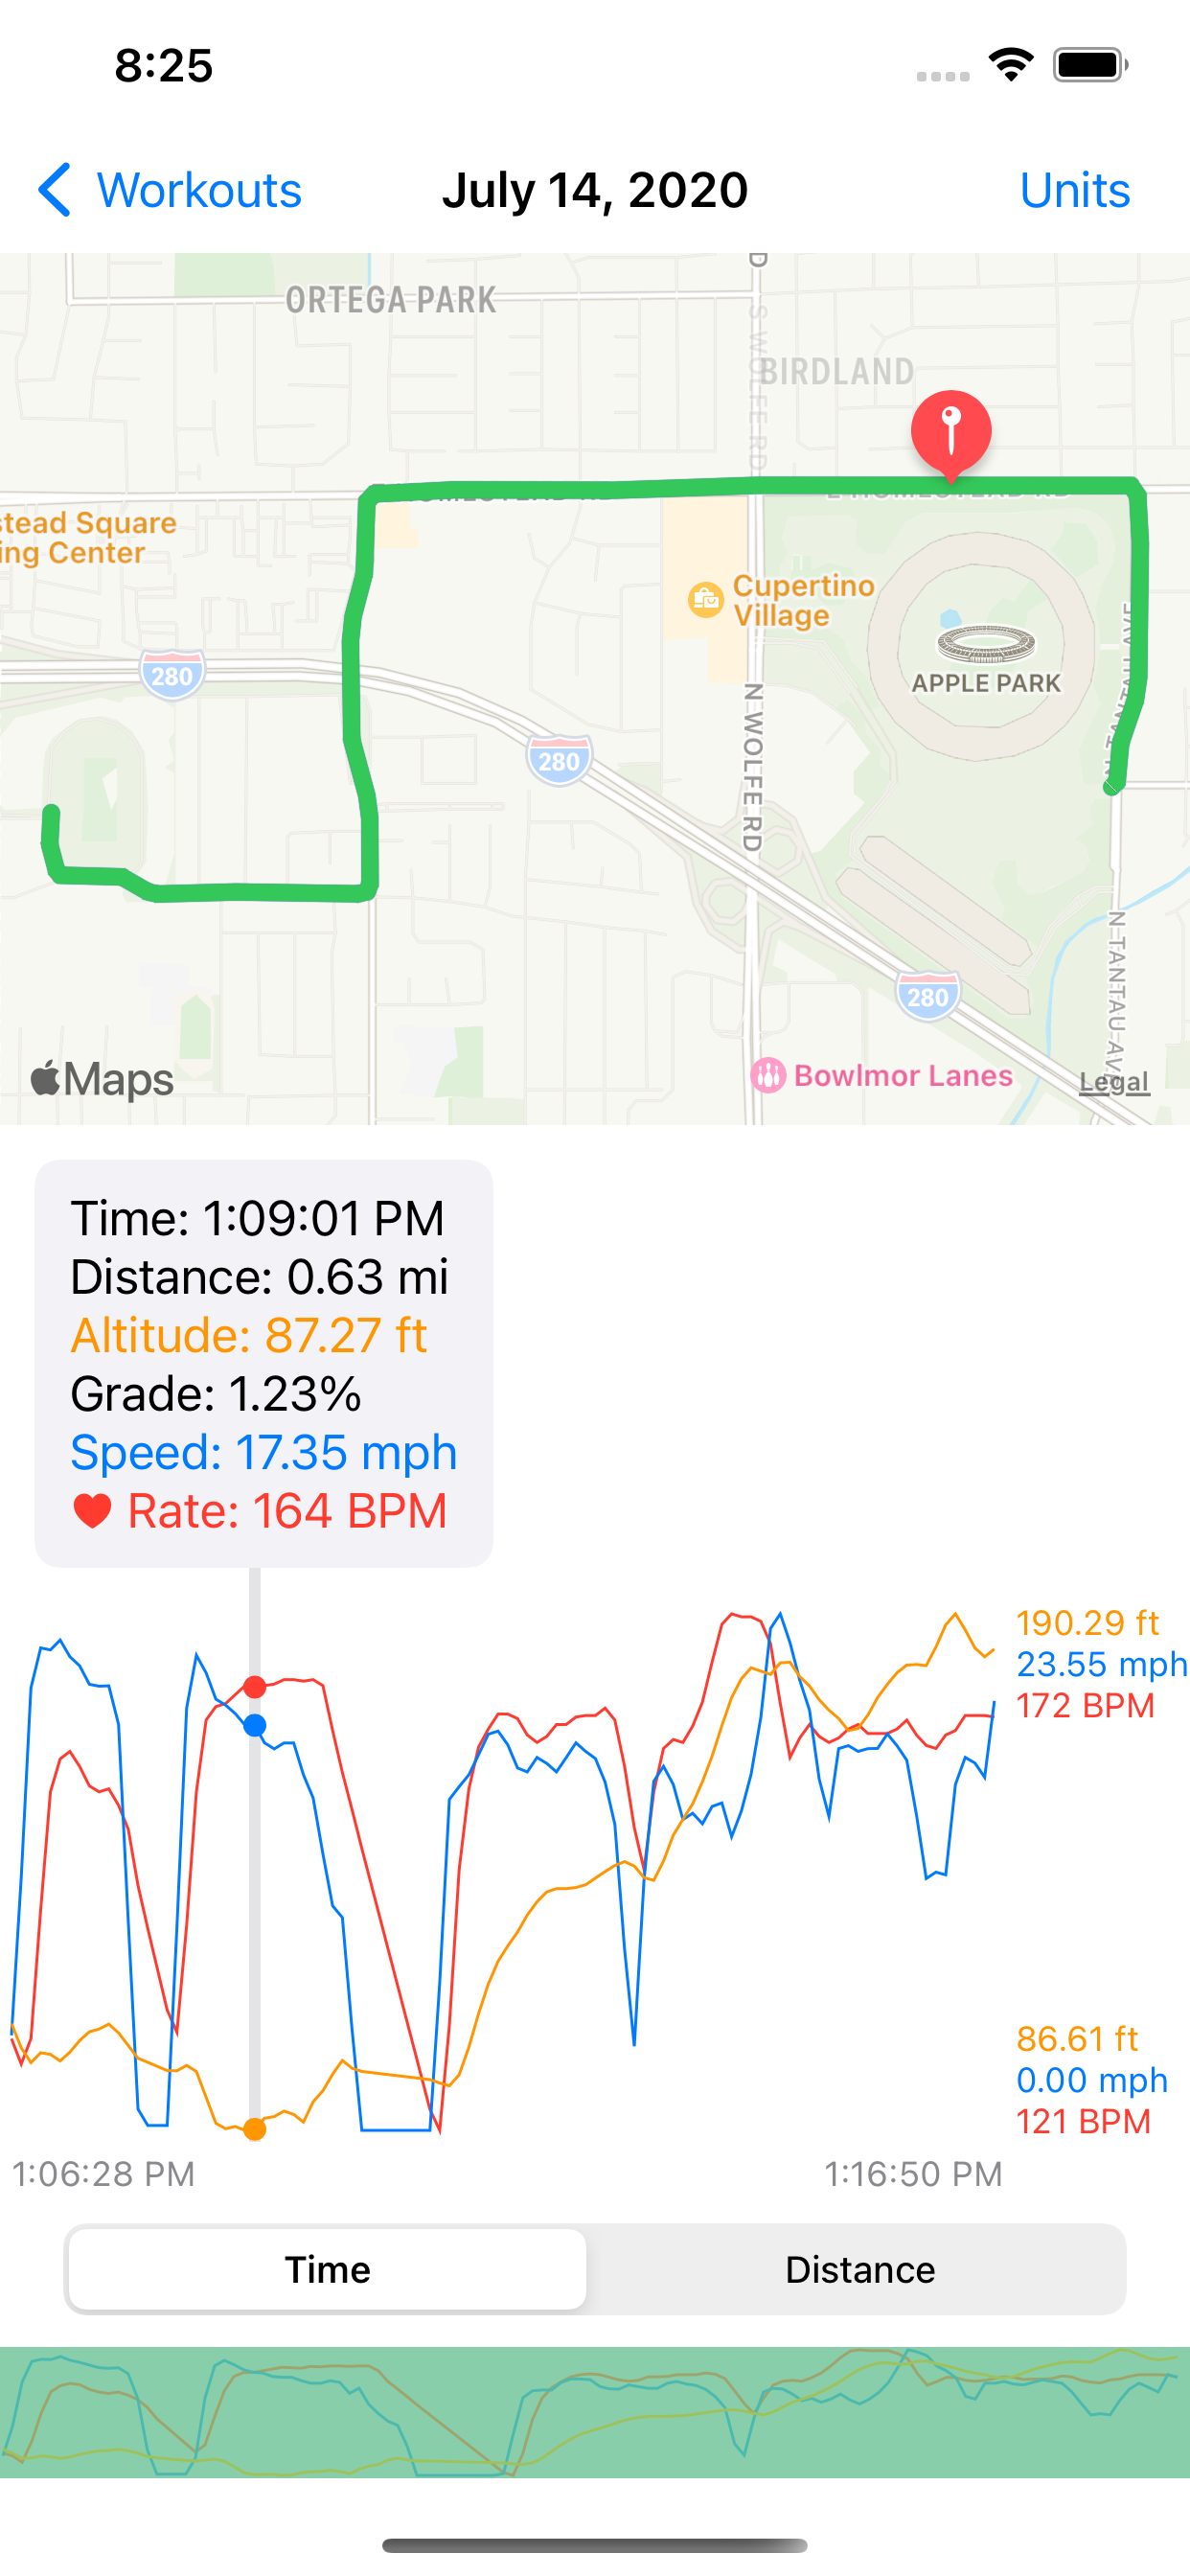 8:25
Workouts
July 14, 2020
Units
ORTEGA PARK
S WOLFE RD
BIRDLAND
E HOMESTEAD RD
stead Square
ing Center
Cupertino
Village
280
APPLE PARK
280
N WOLFE RD
280
N TANTAU AVE
Maps
Bowlmor Lanes
Legal
Time: 1:09:01 PM
Distance: 0.63 mi
Altitude: 87.27 ft
Grade: 1.23%
Speed: 17.35 mph
Rate: 164 BPM
190.29 ft
23.55 mph
172 BPM
86.61 ft
0.00 mph
121 BPM
1:06:28 PM
1:16:50 PM
Time
Distance